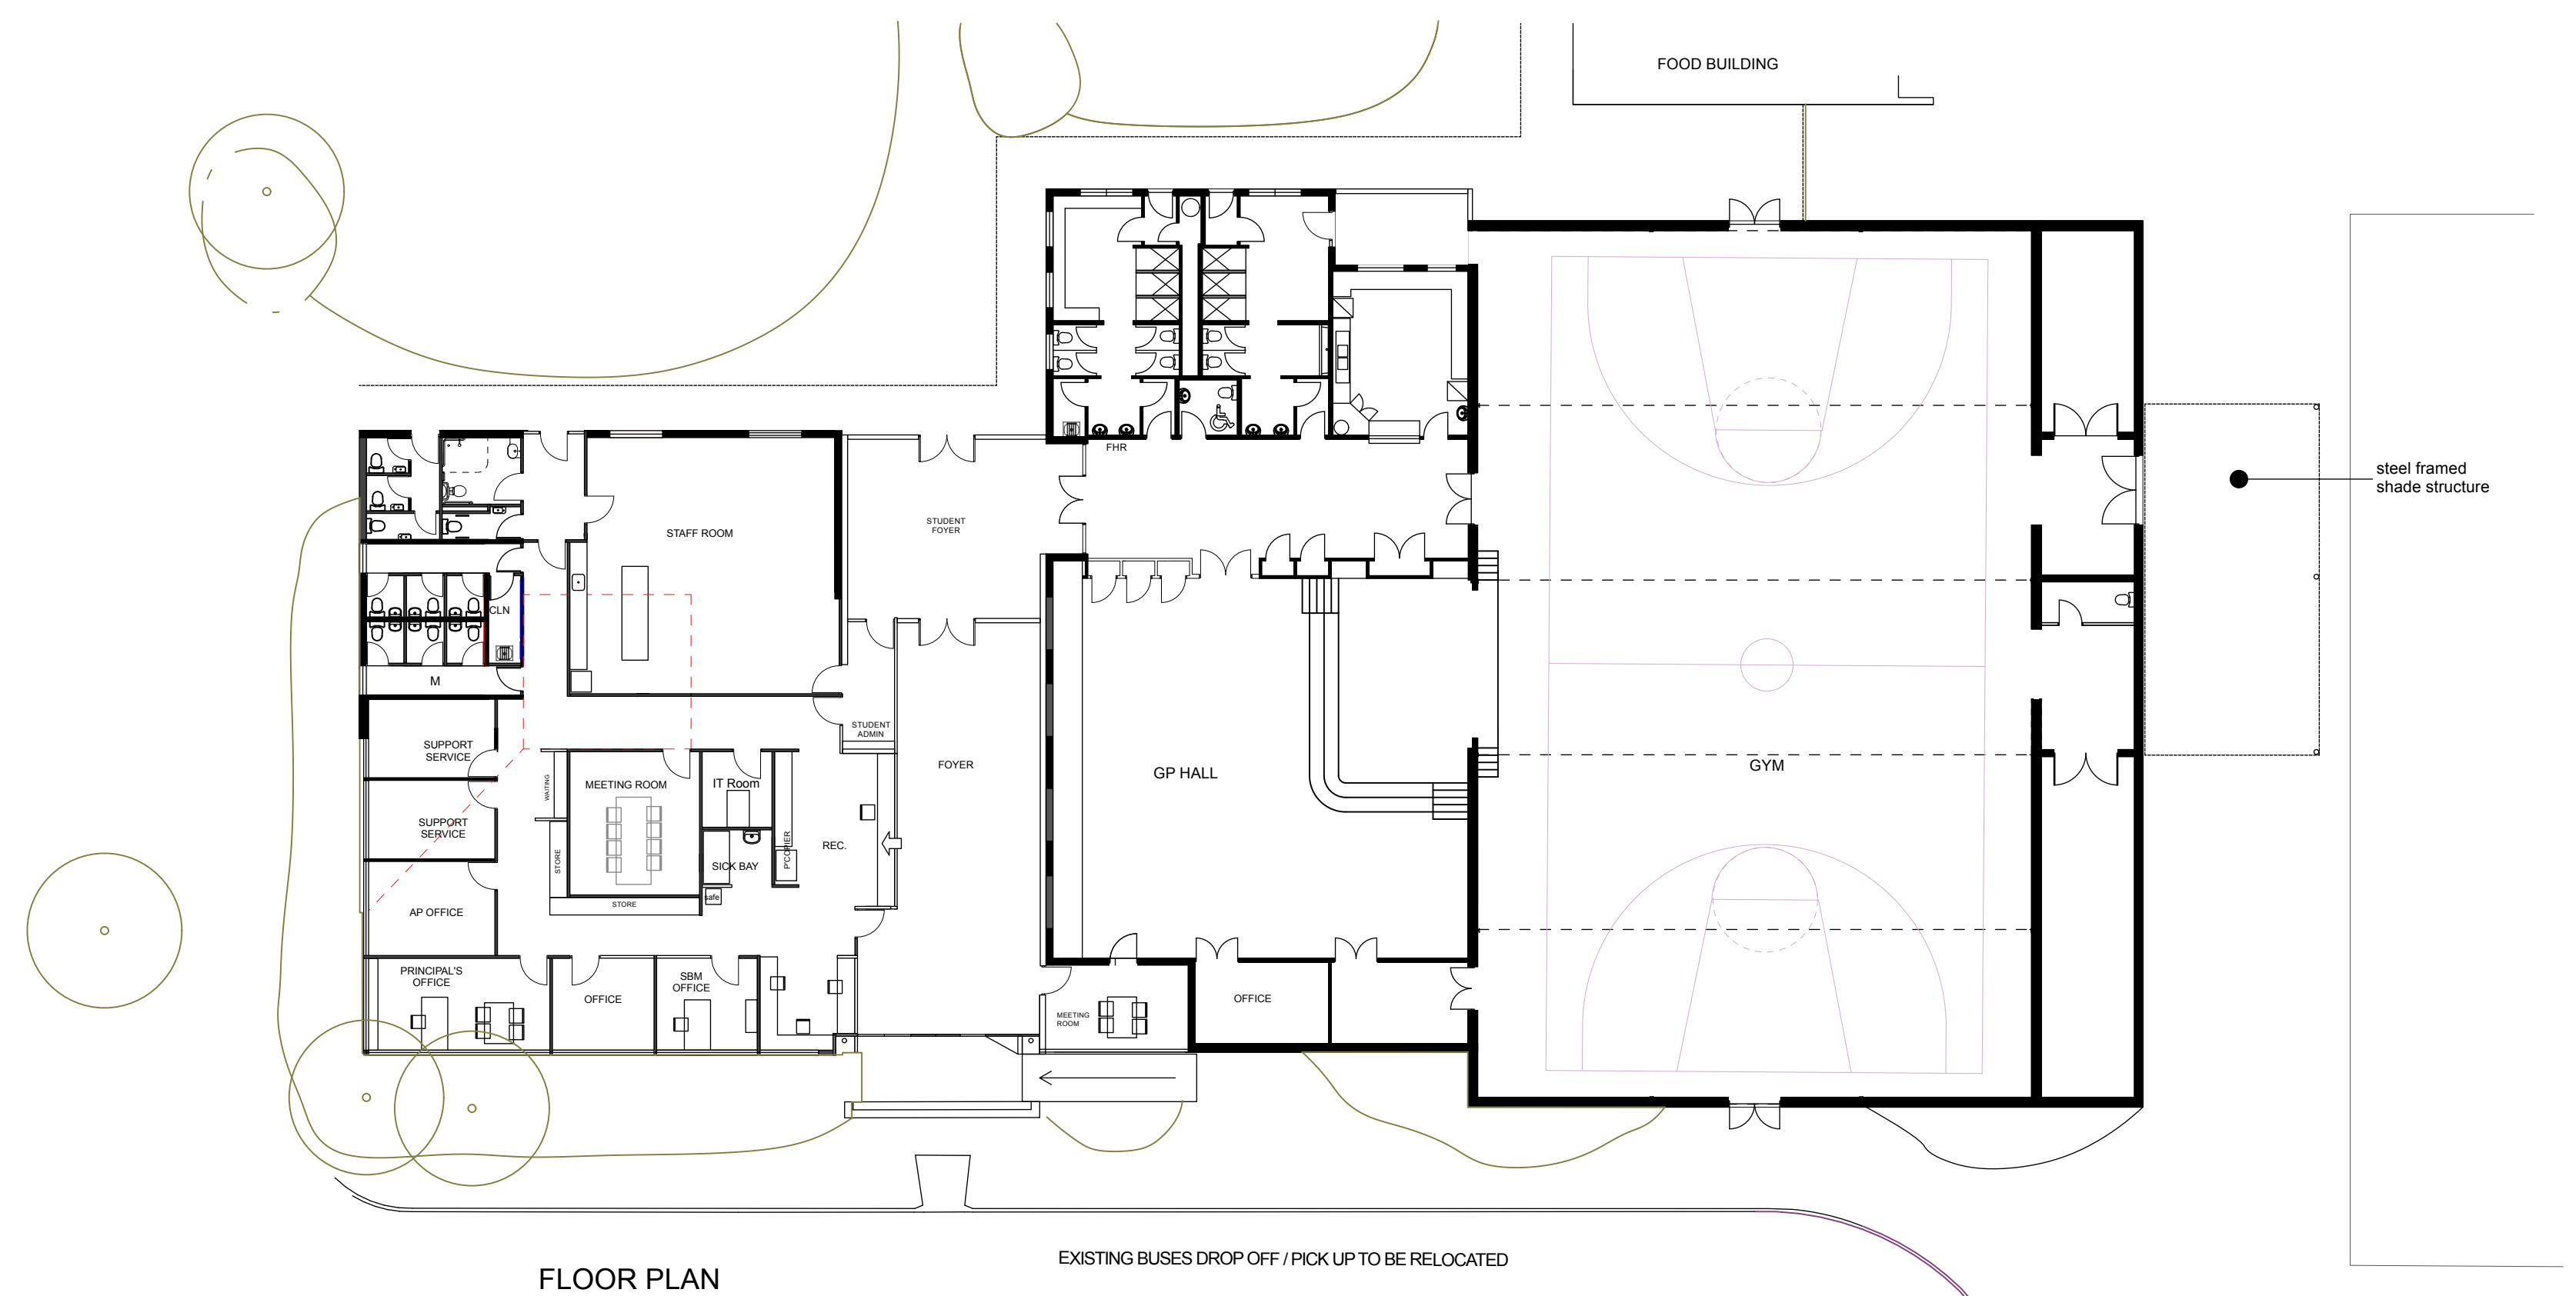 FOOD BUILDING
FHR
steel framed
shade structure
STUDENT
FOYER
STAFF ROOM
CLN
M
STUDENT
ADMIN
SUPPORT
SERVICE
FOYER
GP HALL
GYM
WAITING
MEETING ROOM
IT Room
SUPPORT
SERVICE
P'COPIER
REC.
STORE
SICK BAY
safe
STORE
AP OFFICE
PRINCIPAL'S
OFFICE
OFFICE
SBM
OFFICE
MEETING
ROOM
OFFICE
EXISTING BUSES DROP OFF / PICK UP TO BE RELOCATED
FLOOR PLAN